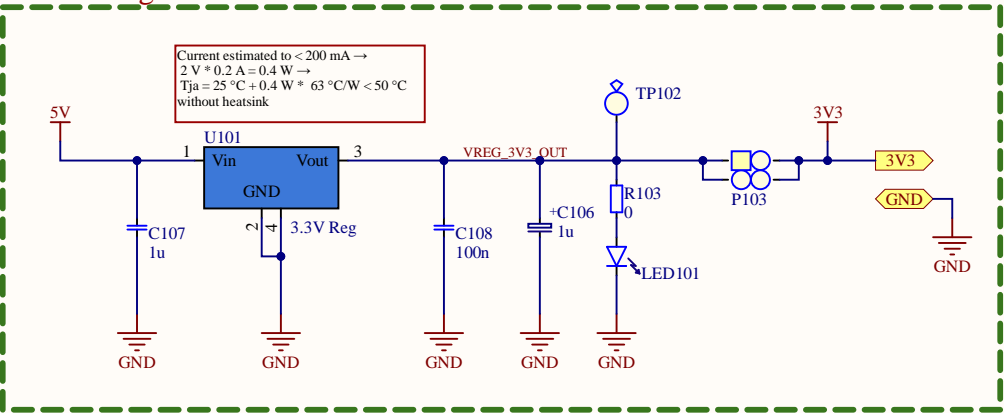 Current estimated to < 200 mA →
2 V * 0.2 A = 0.4 W →
Tja = 25 °C + 0.4 W * 63 °C/W < 50 °C
without heatsink
5V
U101
1
Vin
Vout
3
GND
2
4
3.3V Reg
VREG_3V3_OUT
TP102
3V3
3V3
P103
GND
GND
C107
1u
C108
100n
+C106
1u
R103
0
LED101
GND
GND
GND
GND
GND